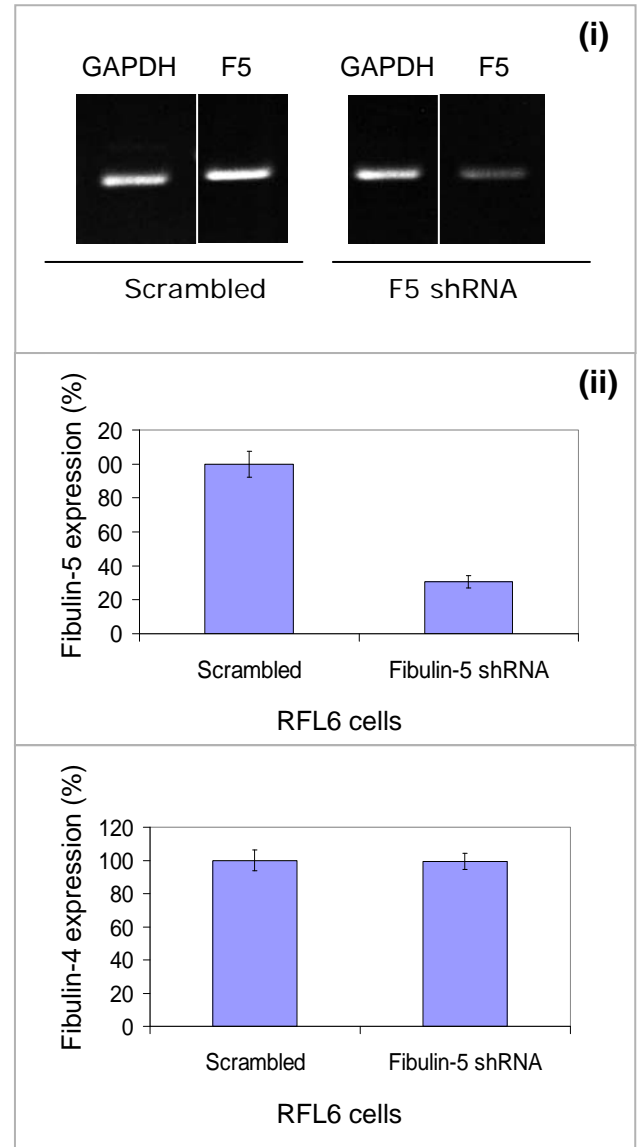 (i)
GAPDH F5 GAPDH F5
Scrambled F5 shRNA
(ii)
Fibulin-5 expression (%)
20
00
80
60
40
20
0
Scrambled Fibulin-5 shRNA
RFL6 cells
Fibulin-4 expression (%)
120
100
80
60
40
20
0
Scrambled Fibulin-5 shRNA
RFL6 cells